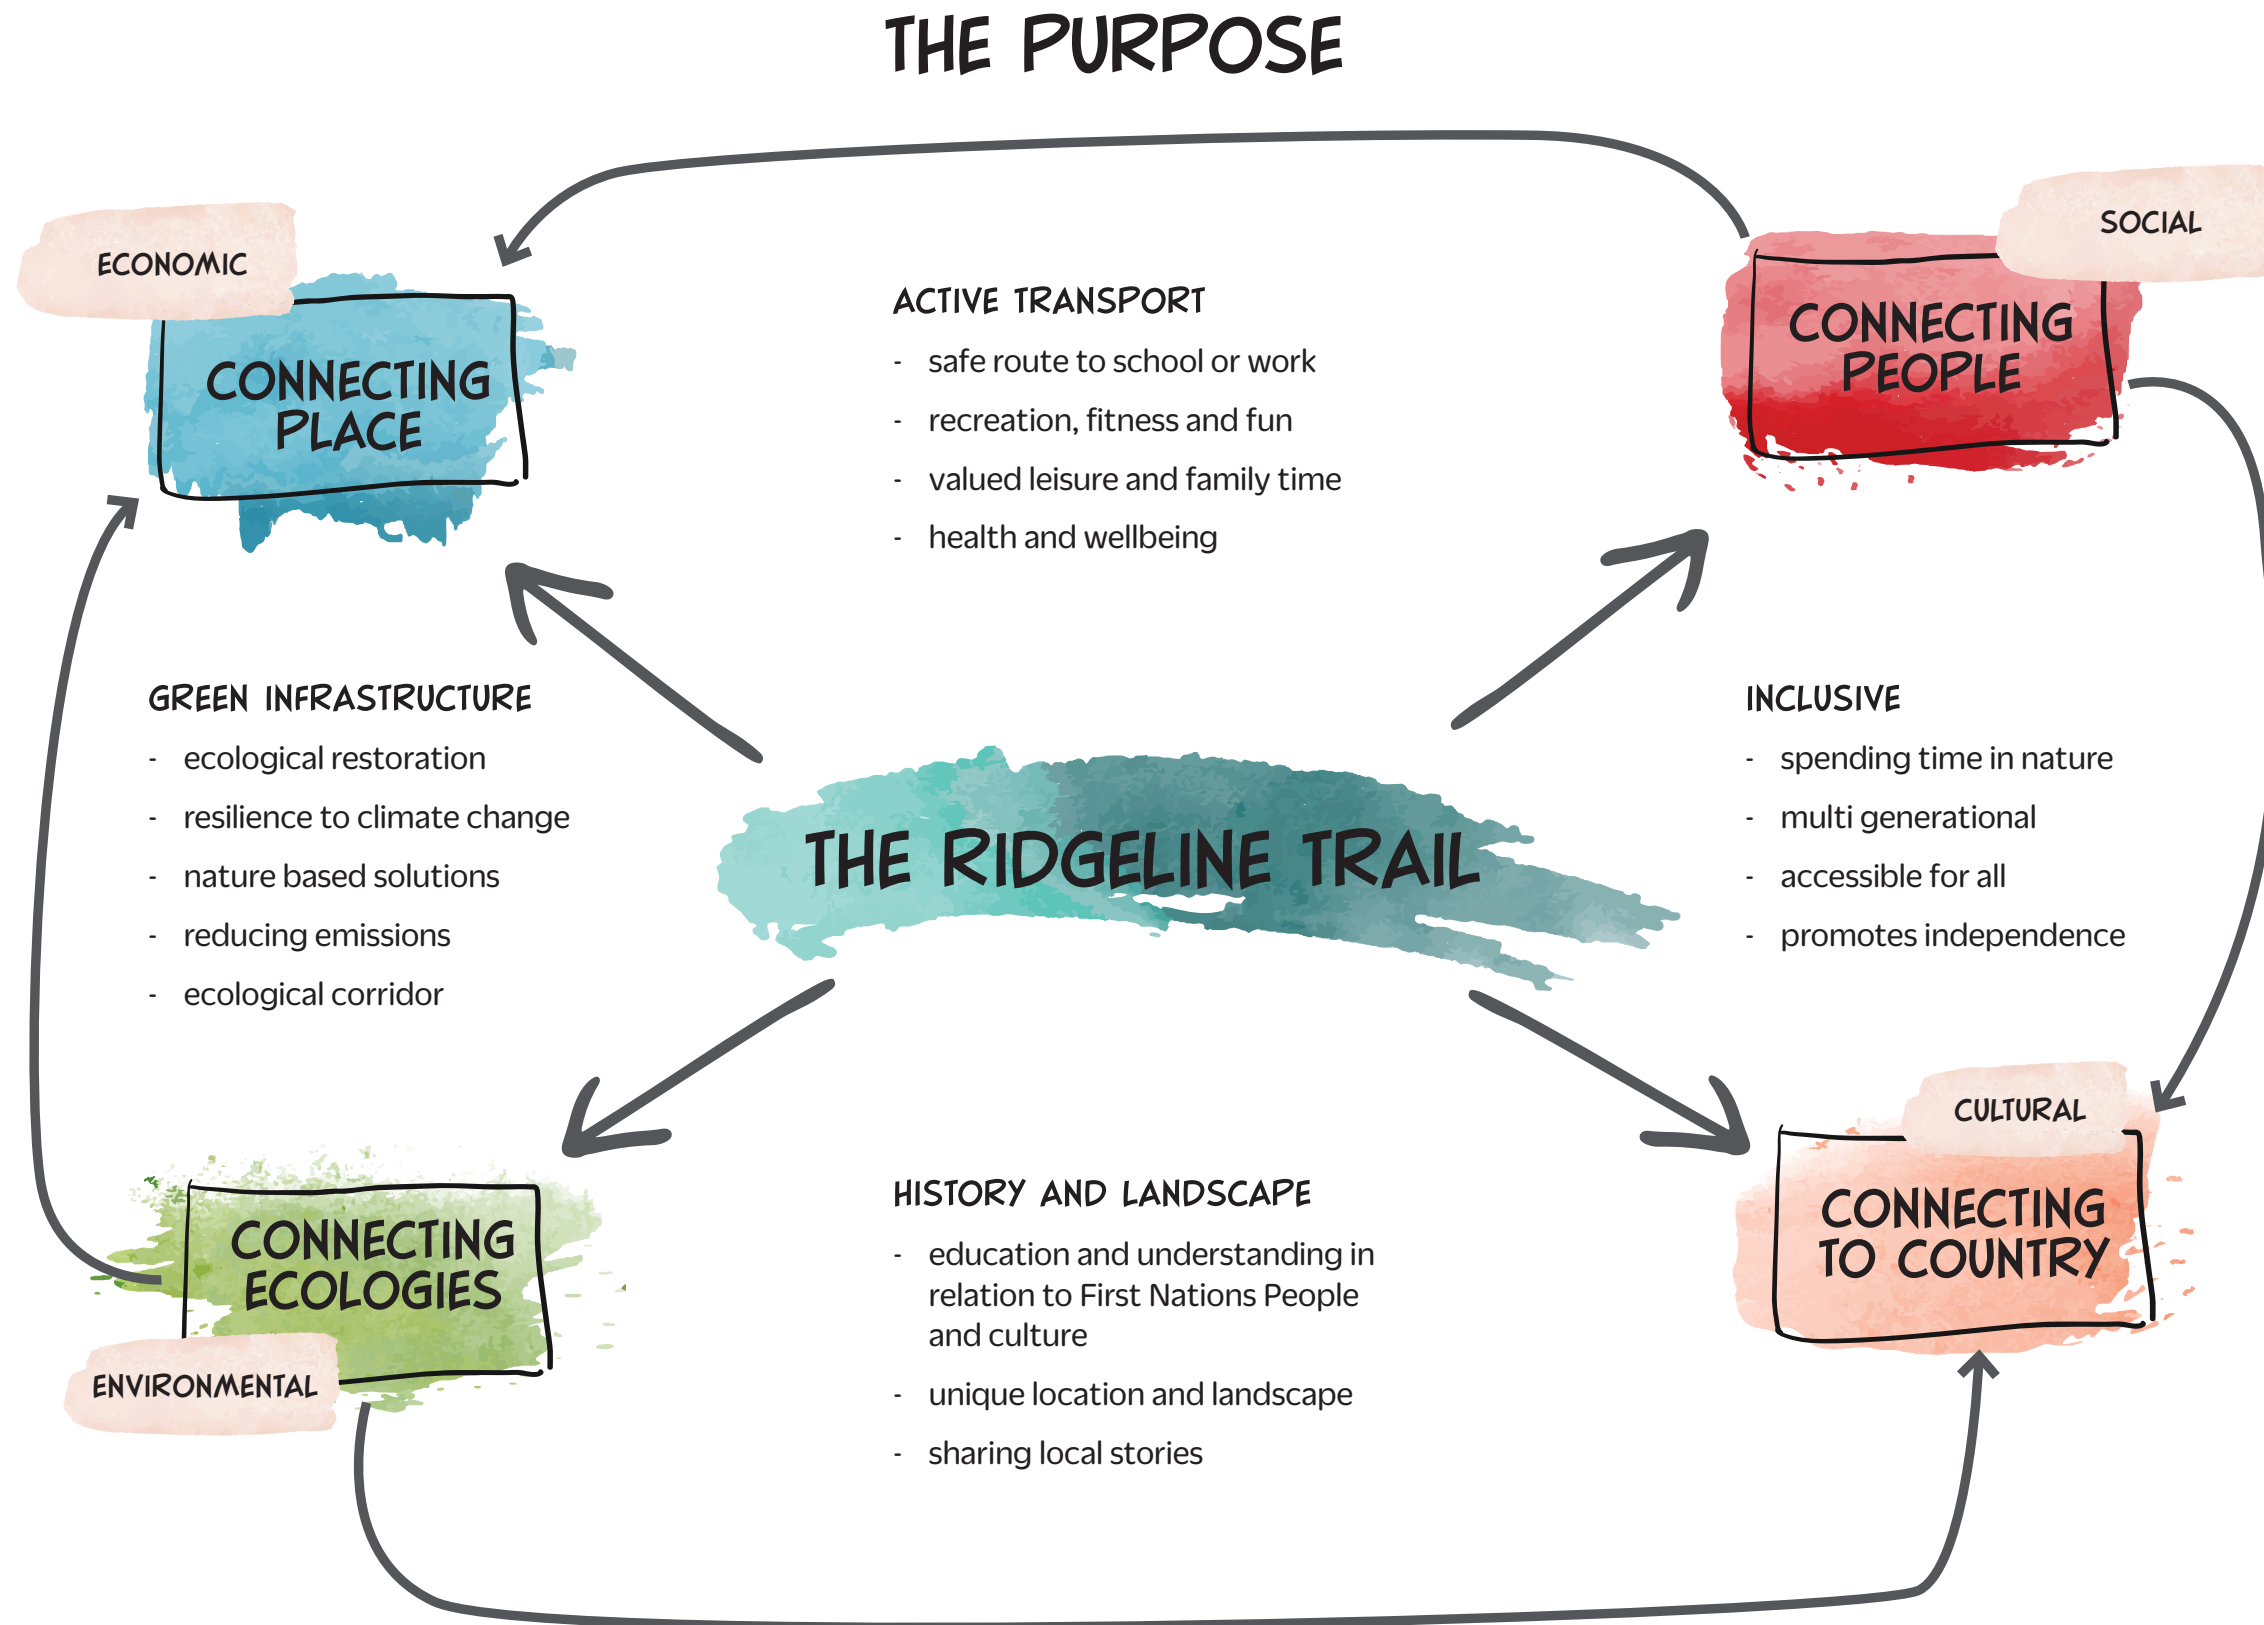 THE PURPOSE
ECONOMIC
CONNECTING
PLACE
SOCIAL
CONNECTING
PEOPLE
ACTIVE TRANSPORT
- safe route to school or work
- recreation, fitness and fun
- valued leisure and family time
- health and wellbeing
GREEN INFRASTRUCTURE
- ecological restoration
- resilience to climate change
- nature based solutions
- reducing emissions
- ecological corridor
THE RIDGELINE TRAIL
INCLUSIVE
- spending time in nature
- multi generational
- accessible for all
- promotes independence
CONNECTING
ECOLOGIES
ENVIRONMENTAL
HISTORY AND LANDSCAPE
- education and understanding in
relation to First Nations People
and culture
- unique location and landscape
- sharing local stories
CULTURAL
CONNECTING
TO COUNTRY